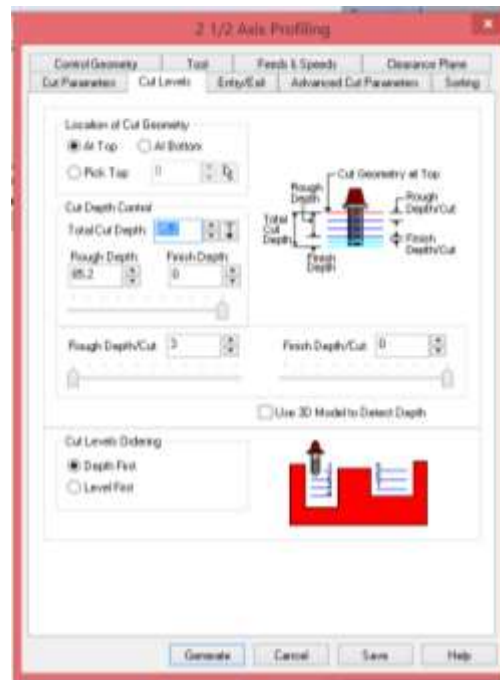 2 1/2 Axis Profiling
Control Geometry Tool Feeds & Speeds Clearance Plane
Cut Parameters Cut Levels Entry/Exit Advanced Cut Parameters Sorting
Location of Cut Geometry
At Top At Bottom
Pick Top 0
Cut Geometry at Top
Rough Depth
Rough Depth/Cut
Total Cut Depth
Finish Depth/Cut
Finish Depth
Cut Depth Control
Total Cut Depth
Rough Depth Finish Depth
85.2 0
Rough Depth/Cut 3 Finish Depth/Cut 0
Use 3D Model to Detect Depth
Cut Levels Ordering
Depth First
Level First
Generate Cancel Save Help